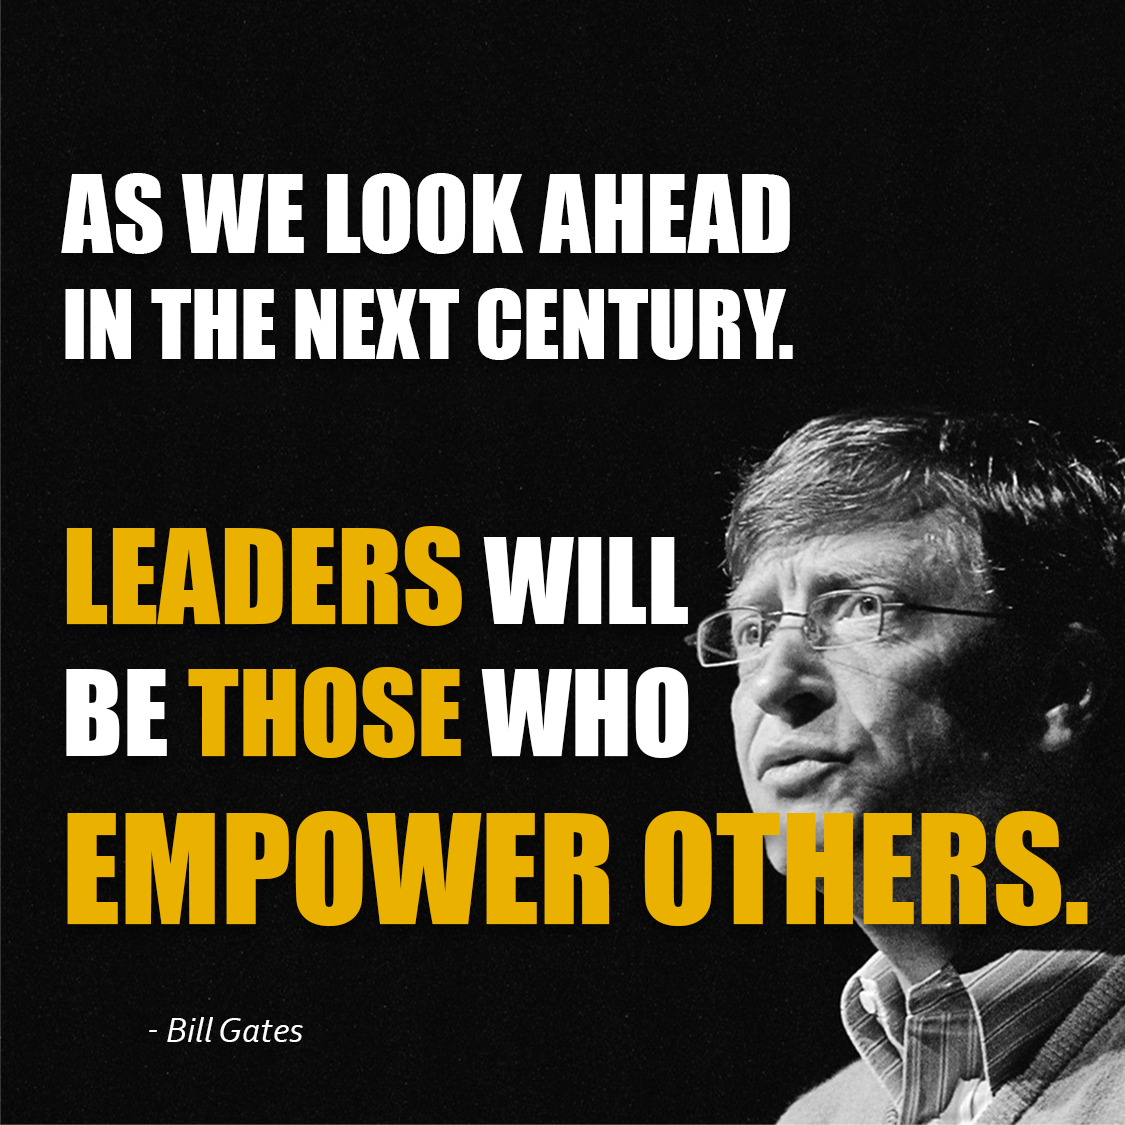 AS WE LOOK AHEAD
IN THE NEXT CENTURY.
LEADERS WILL
BE THOSE WHO
EMPOWER OTHERS.
- Bill Gates